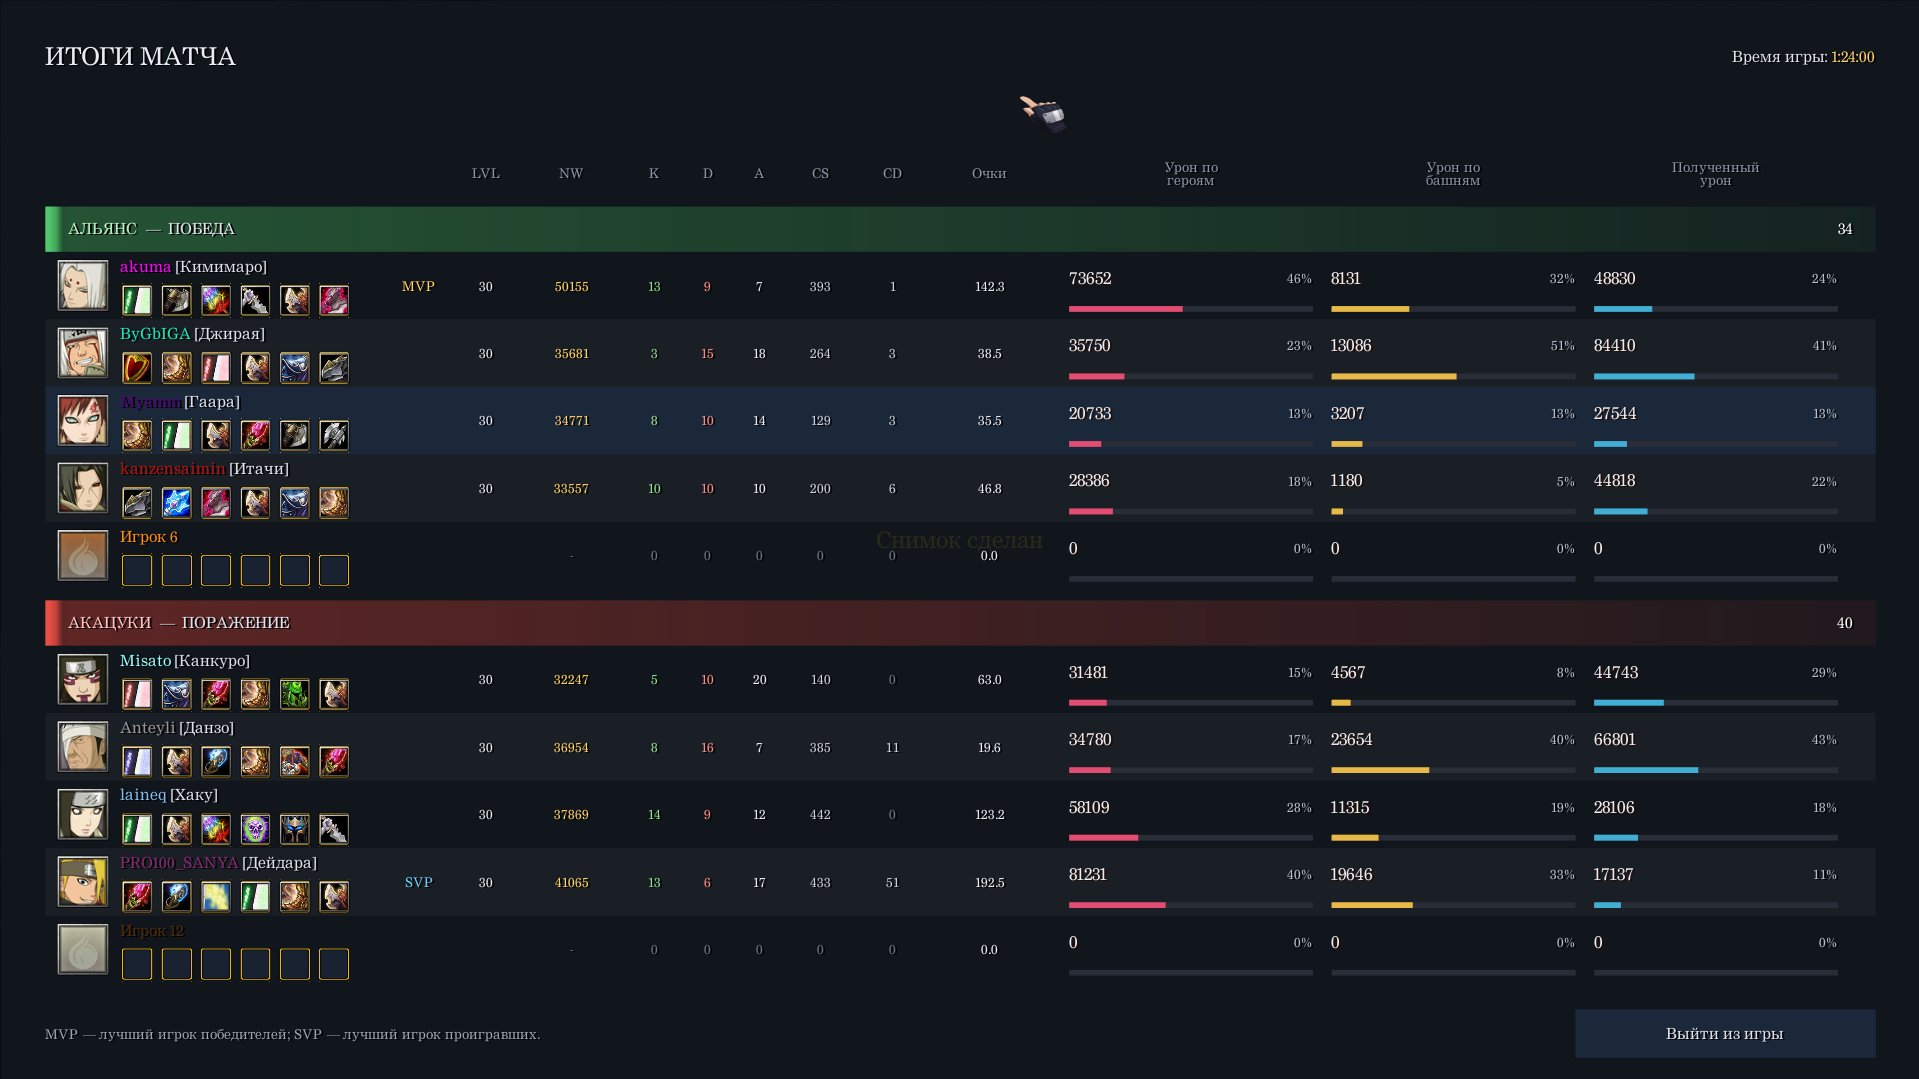 ИТОГИ МАТЧА
Время игры: 1:24:00
LVL NW K D A CS CD Очки Урон по героям Урон по башням Полученный урон
АЛЬЯНС — ПОБЕДА 34
akuma [Кимимаро]
MVP 30 50155 13 9 7 393 1 142.3 73652 46% 8131 32% 48830 24%
ByGbIGA [Джирая]
30 35681 3 15 18 264 3 38.5 35750 23% 13086 51% 84410 41%
Myamm [Гаара]
30 34771 8 10 14 129 3 35.5 20733 13% 3207 13% 27544 13%
kanzensaimin [Итачи]
30 33557 10 10 10 200 6 46.8 28386 18% 1180 5% 44818 22%
Игрок 6
Снимок сделан
- 0 0 0 0 0 0.0 0 0% 0 0% 0 0%
АКАЦУКИ — ПОРАЖЕНИЕ 40
Misato [Канкуро]
30 32247 5 10 20 140 0 63.0 31481 15% 4567 8% 44743 29%
Anteyli [Данзо]
30 36954 8 16 7 385 11 19.6 34780 17% 23654 40% 66801 43%
laineq [Хаку]
30 37869 14 9 12 442 0 123.2 58109 28% 11315 19% 28106 18%
PRO100_SANYA [Дейдара]
SVP 30 41065 13 6 17 433 51 192.5 81231 40% 19646 33% 17137 11%
Игрок 12
- 0 0 0 0 0 0.0 0 0% 0 0% 0 0%
MVP — лучший игрок победителей; SVP — лучший игрок проигравших.
Выйти из игры